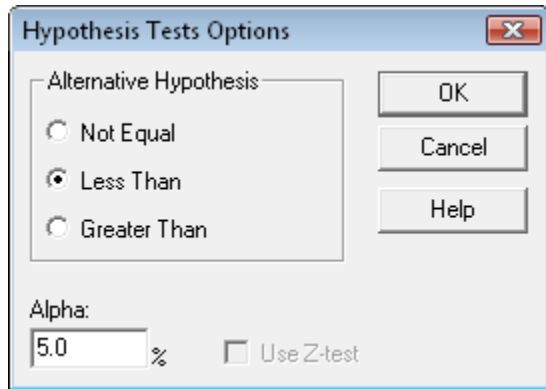 Hypothesis Tests Options
Alternative Hypothesis
Not Equal
Less Than
Greater Than
OK
Cancel
Help
Alpha:
5.0 %
Use Z-test